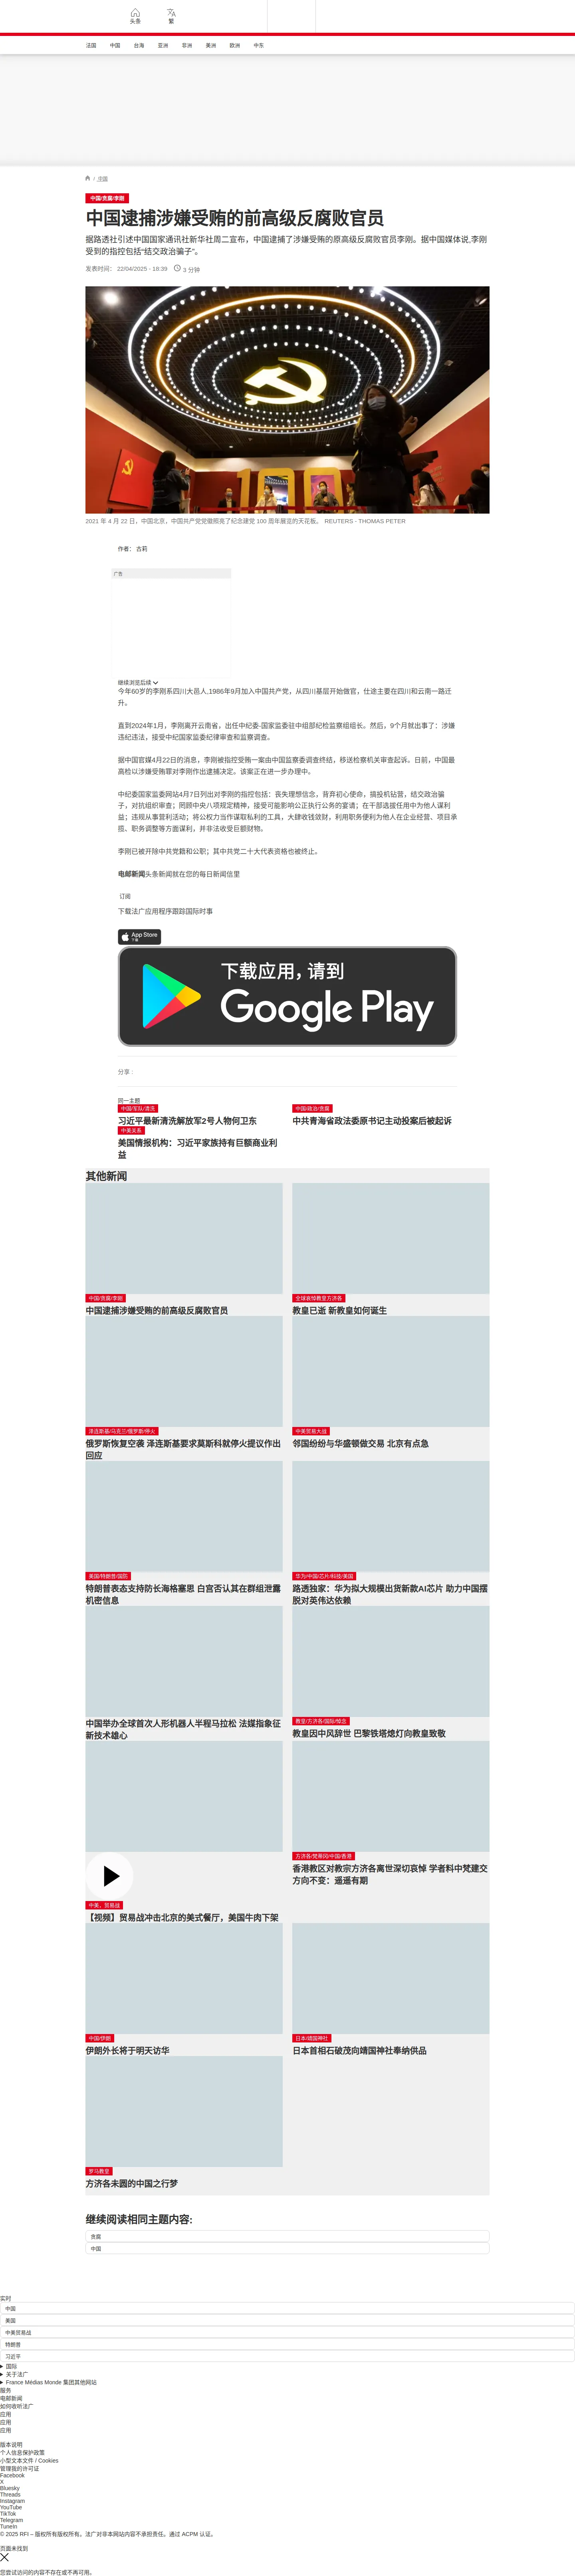 头条
繁
法国
中国
台海
亚洲
非洲
美洲
欧洲
中东
/ 中国
中国/贪腐/李刚
中国逮捕涉嫌受贿的前高级反腐败官员
据路透社引述中国国家通讯社新华社周二宣布，中国逮捕了涉嫌受贿的原高级反腐败官员李刚。据中国媒体说,李刚
受到的指控包括“结交政治骗子”。
发表时间： 22/04/2025 - 18:39
3 分钟
2021 年 4 月 22 日，中国北京，中国共产党党徽照亮了纪念建党 100 周年展览的天花板。 REUTERS - THOMAS PETER
作者： 古莉
广告
继续浏览后续
今年60岁的李刚系四川大邑人,1986年9月加入中国共产党，从四川基层开始做官，仕途主要在四川和云南一路迁
升。
直到2024年1月，李刚离开云南省，出任中纪委-国家监委驻中组部纪检监察组组长。然后，9个月就出事了：涉嫌
违纪违法，接受中纪国家监委纪律审查和监察调查。
据中国官媒4月22日的消息，李刚被指控受贿一案由中国监察委调查终结，移送检察机关审查起诉。日前，中国最
高检以涉嫌受贿罪对李刚作出逮捕决定。该案正在进一步办理中。
中纪委国家监委网站4月7日列出对李刚的指控包括：丧失理想信念，背弃初心使命，搞投机钻营，结交政治骗
子，对抗组织审查；罔顾中央八项规定精神，接受可能影响公正执行公务的宴请；在干部选拔任用中为他人谋利
益；违规从事营利活动；将公权力当作谋取私利的工具，大肆收钱敛财，利用职务便利为他人在企业经营、项目承
揽、职务调整等方面谋利，并非法收受巨额财物。
李刚已被开除中共党籍和公职；其中共党二十大代表资格也被终止。
电邮新闻头条新闻就在您的每日新闻信里
订阅
下载法广应用程序跟踪国际时事
App Store
下载
下载应用，请到
Google Play
分享 :
同一主题
中国/军队/清洗
习近平最新清洗解放军2号人物何卫东
中国/政治/贪腐
中共青海省政法委原书记主动投案后被起诉
中美关系
美国情报机构：习近平家族持有巨额商业利
益
其他新闻
中国/贪腐/李刚
中国逮捕涉嫌受贿的前高级反腐败官员
全球哀悼教皇方济各
教皇已逝 新教皇如何诞生
泽连斯基/乌克兰/俄罗斯/停火
俄罗斯恢复空袭 泽连斯基要求莫斯科就停火提议作出
回应
中美贸易大战
邻国纷纷与华盛顿做交易 北京有点急
美国/特朗普/国防
特朗普表态支持防长海格塞思 白宫否认其在群组泄露
机密信息
华为/中国/芯片/科技/美国
路透独家：华为拟大规模出货新款AI芯片 助力中国摆
脱对英伟达依赖
中国举办全球首次人形机器人半程马拉松 法媒指象征
新技术雄心
教皇/方济各/国际/悼念
教皇因中风辞世 巴黎铁塔熄灯向教皇致敬
中美，贸易战
【视频】贸易战冲击北京的美式餐厅，美国牛肉下架
方济各/梵蒂冈/中国/香港
香港教区对教宗方济各离世深切哀悼 学者料中梵建交
方向不变：遥遥有期
中国/伊朗
伊朗外长将于明天访华
日本/靖国神社
日本首相石破茂向靖国神社奉纳供品
罗马教皇
方济各未圆的中国之行梦
继续阅读相同主题内容:
贪腐
中国
实时
中国
美国
中美贸易战
特朗普
习近平
国际
关于法广
France Médias Monde 集团其他网站
服务
电邮新闻
如何收听法广
应用
应用
应用
版本说明
个人信息保护政策
小型文本文件 / Cookies
管理我的许可证
Facebook
X
Bluesky
Threads
Instagram
YouTube
TikTok
Telegram
TuneIn
© 2025 RFI – 版权所有版权所有。法广对非本网站内容不承担责任。通过 ACPM 认证。
页面未找到
您尝试访问的内容不存在或不再可用。